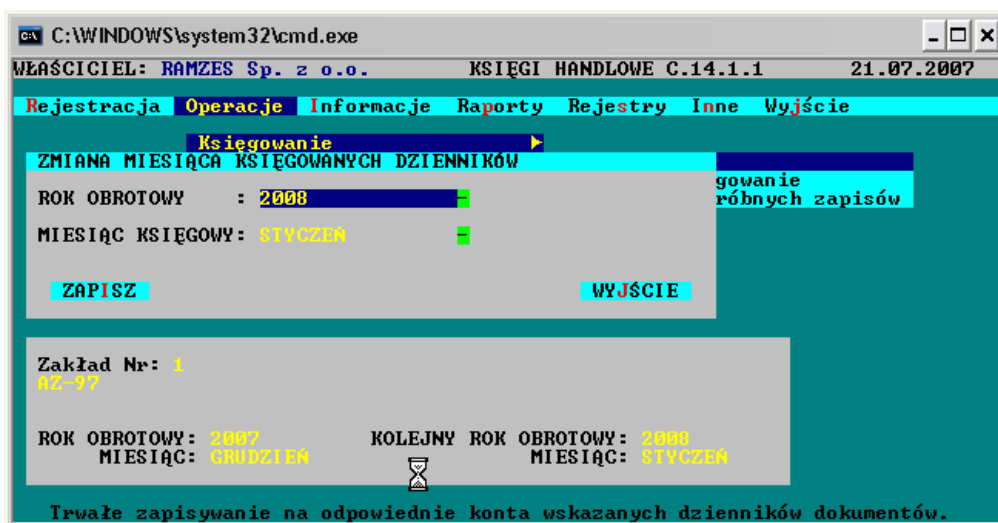 C:\WINDOWS\system32\cmd.exe
WŁAŚCICIEL: RAMZES Sp. z o.o. KSIĘGI HANDLOWE C.14.1.1 21.07.2007
Rejestracja Operacje Informacje Raporty Rejestry Inne Wyjście
Księgowanie
ZMIANA MIESIĄCA KSIĘGOWANYCH DZIENNIKÓW
gowanie
ROK OBROTOWY : 2008
róbnych zapisów
MIESIĄC KSIĘGOWY: STYCZEŃ
ZAPISZ WYJŚCIE
Zakład Nr: 1
AZ-97
ROK OBROTOWY: 2007 KOLEJNY ROK OBROTOWY: 2008
MIESIĄC: GRUDZIEŃ MIESIĄC: STYCZEŃ
Trwałe zapisywanie na odpowiednie konta wskazanych dzienników dokumentów.